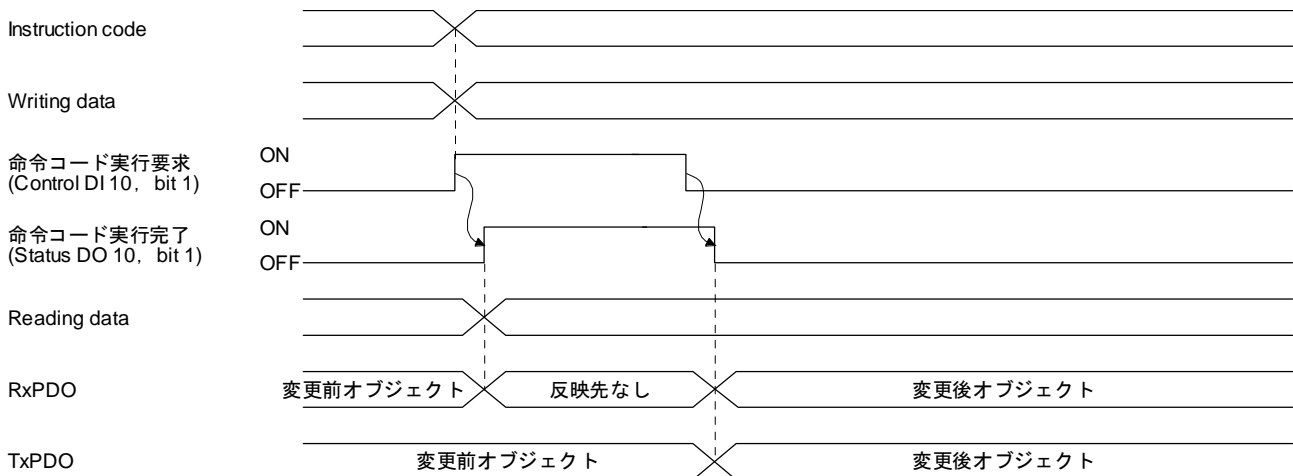 Instruction code
Writing data
命令コード実行要求
(Control DI 10, bit 1)
ON
OFF
命令コード実行完了
(Status DO 10, bit 1)
ON
OFF
Reading data
RxPDO 変更前オブジェクト 反映先なし 変更後オブジェクト
TxPDO 変更前オブジェクト 変更後オブジェクト